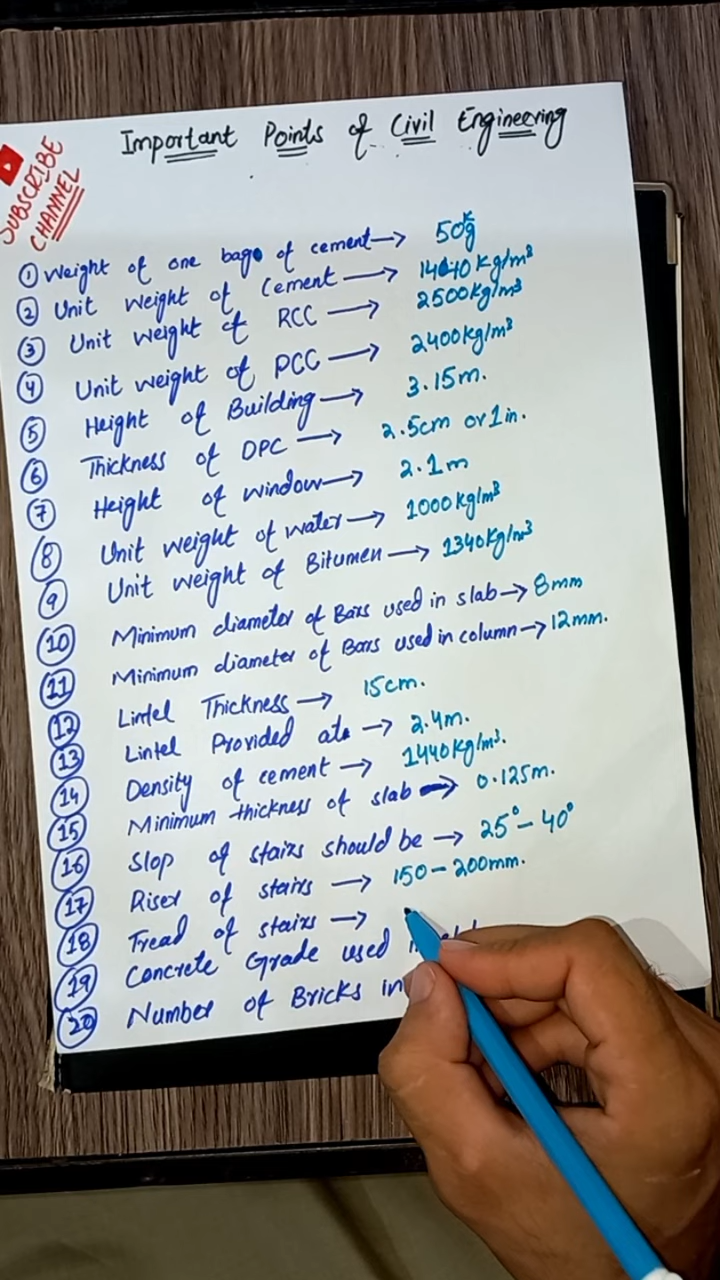 Important Points of Civil Engineering
SUBSCRIBE
CHANNEL
① Weight of one bag of cement → 50kg
② Unit Weight of Cement → 1440 Kg/m³
③ Unit weight of RCC → 2500Kg/m³
④ Unit weight of PCC → 2400Kg/m³
⑤ Height of Building → 3.15m.
⑥ Thickness of DPC → 2.5cm or 1in.
⑦ Height of window → 2.1m
⑧ Unit weight of water → 1000Kg/m³
⑨ Unit weight of Bitumen → 1340Kg/m³
⑩ Minimum diameter of Bars used in slab → 8mm
⑪ Minimum diameter of Bars used in column → 12mm.
⑫ Lintel Thickness → 15cm.
⑬ Lintel Provided at → 2.4m.
⑭ Density of cement → 1440Kg/m³.
⑮ Minimum thickness of slab → 0.125m.
⑯ Slop of stairs should be → 25° - 40°
⑰ Riser of stairs → 150 - 200mm.
⑱ Tread of stairs →
⑲ Concrete Grade used
⑳ Number of Bricks in